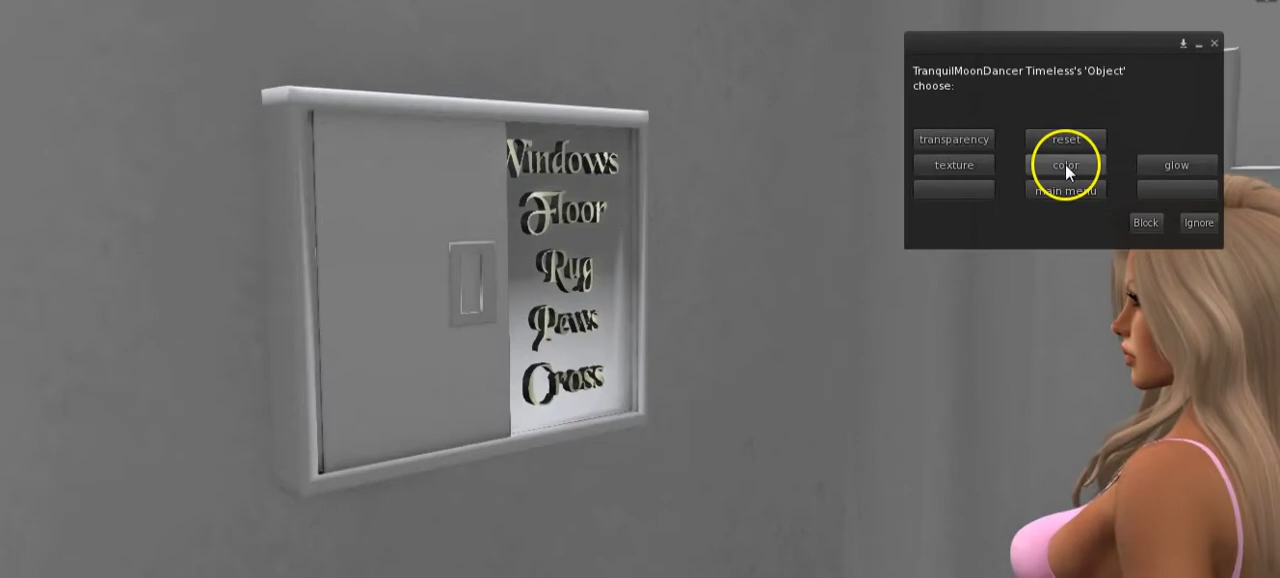 TranquilMoonDancer Timeless's 'Object'
choose:
transparency reset
texture color glow
main menu
Block Ignore
Windows
Floor
Rug
Pews
Cross